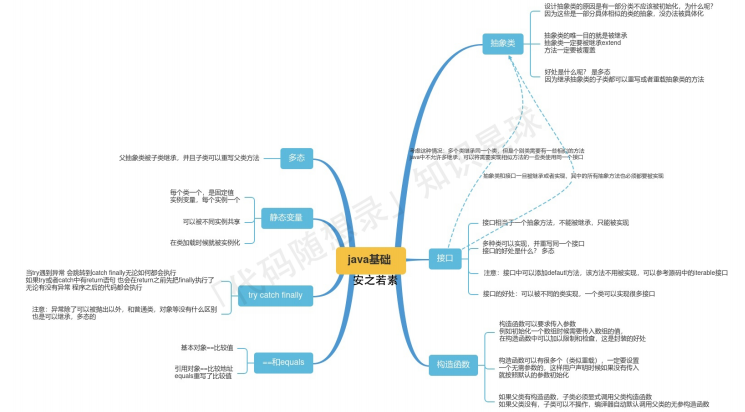 java基础
安之若素
抽象类
设计抽象类的原因是有一部分类不应该被初始化，为什么呢？
因为这些是一部分具体相似的类的抽象，没办法被具体化
抽象类的唯一目的就是被继承
抽象类一定要被继承extend
方法一定要被覆盖
好处是什么呢？ 是多态
因为继承抽象类的子类都可以重写或者重载抽象类的方法
考虑这种情况：多个类继承同一个类，但是个别类需要有一些相似的方法
java中不允许多继承，可以将需要实现相似方法的一些类使用同一个接口
抽象类和接口一旦被继承或者实现，其中的所有抽象方法也必须都要被实现
接口
接口相当于一个抽象方法，不能被继承，只能被实现
多种类可以实现，并重写同一个接口
接口的好处是什么？ 多态
注意：接口中可以添加default方法，该方法不用被实现，可以参考源码中的Iterable接口
接口的好处：可以被不同的类实现，一个类可以实现很多接口
构造函数
构造函数可以要求传入参数
例如初始化一个数组时候需要传入数组的值，
在构造函数中可以加以限制和检查，这是封装的好处
构造函数可以有很多个（类似重载），一定要设置
一个无需参数的，这样用户声明时候如果没有传入
就按照默认的参数初始化
如果父类有构造函数，子类必须显式调用父类构造函数
如果父类没有，子类可以不操作，编译器自动默认调用父类的无参构造函数
多态
父抽象类被子类继承，并且子类可以重写父类方法
静态变量
每个类一个，是固定值
实例变量，每个实例一个
可以被不同实例共享
在类加载时候就被实例化
try catch finally
当try遇到异常 会跳转到catch finally无论如何都会执行
如果try或者catch中有return语句 也会在return之前先把finally执行了
无论有没有异常 程序之后的代码都会执行
注意：异常除了可以被抛出以外，和普通类，对象等没有什么区别
也是可以继承，多态的
==和equals
基本对象==比较值
引用对象==比较地址
equals重写了比较值
「代码随想录」知识星球